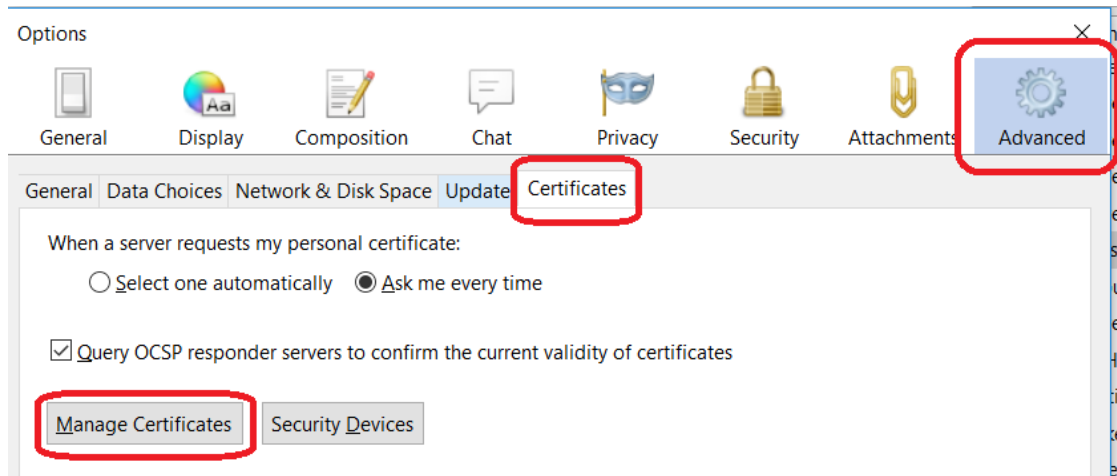 Options
Aa
General Display Composition Chat Privacy Security Attachments Advanced
General Data Choices Network & Disk Space Update Certificates
When a server requests my personal certificate:
Select one automatically Ask me every time
Query OCSP responder servers to confirm the current validity of certificates
Manage Certificates Security Devices